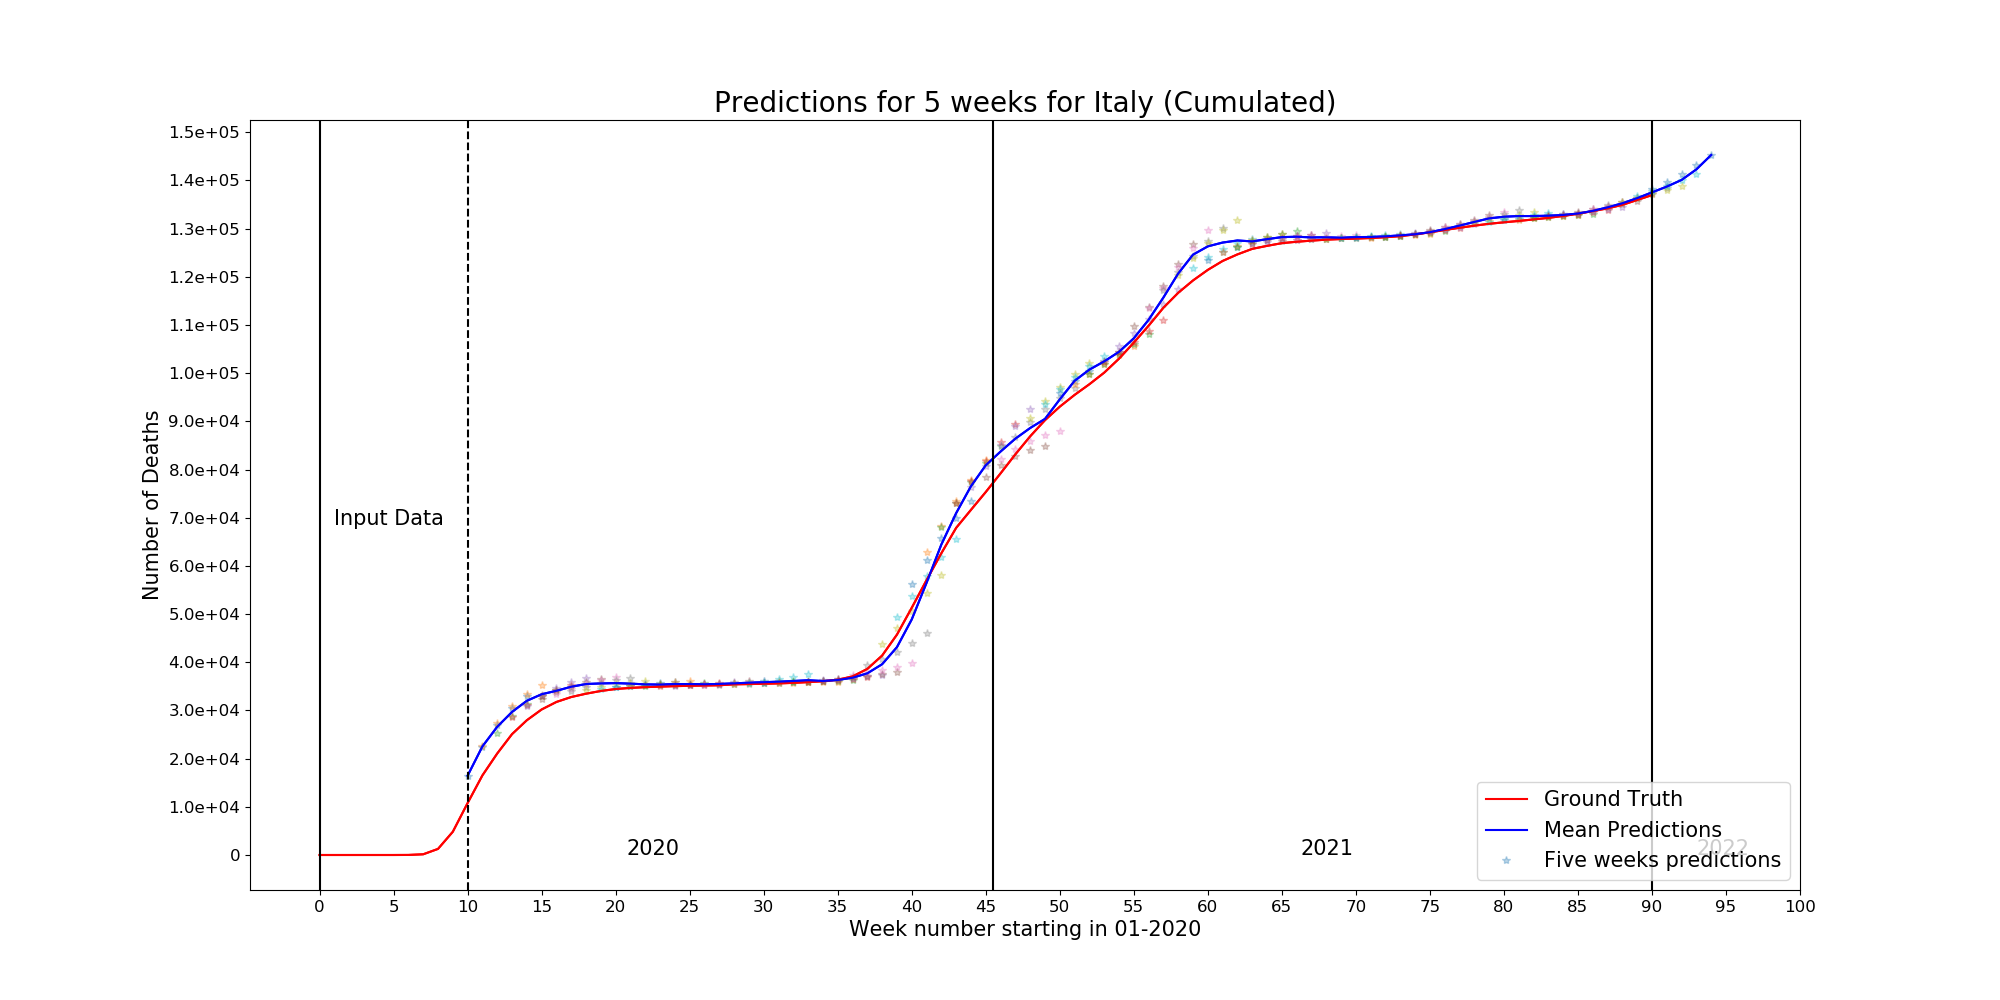 Predictions for 5 weeks for Italy (Cumulated)
1.5e+05
1.4e+05
1.3e+05
1.2e+05
1.1e+05
1.0e+05
9.0e+04
8.0e+04
7.0e+04
6.0e+04
5.0e+04
4.0e+04
3.0e+04
2.0e+04
1.0e+04
0
Number of Deaths
Input Data
2020
2021
2022
Ground Truth
Mean Predictions
Five weeks predictions
0 5 10 15 20 25 30 35 40 45 50 55 60 65 70 75 80 85 90 95 100
Week number starting in 01-2020